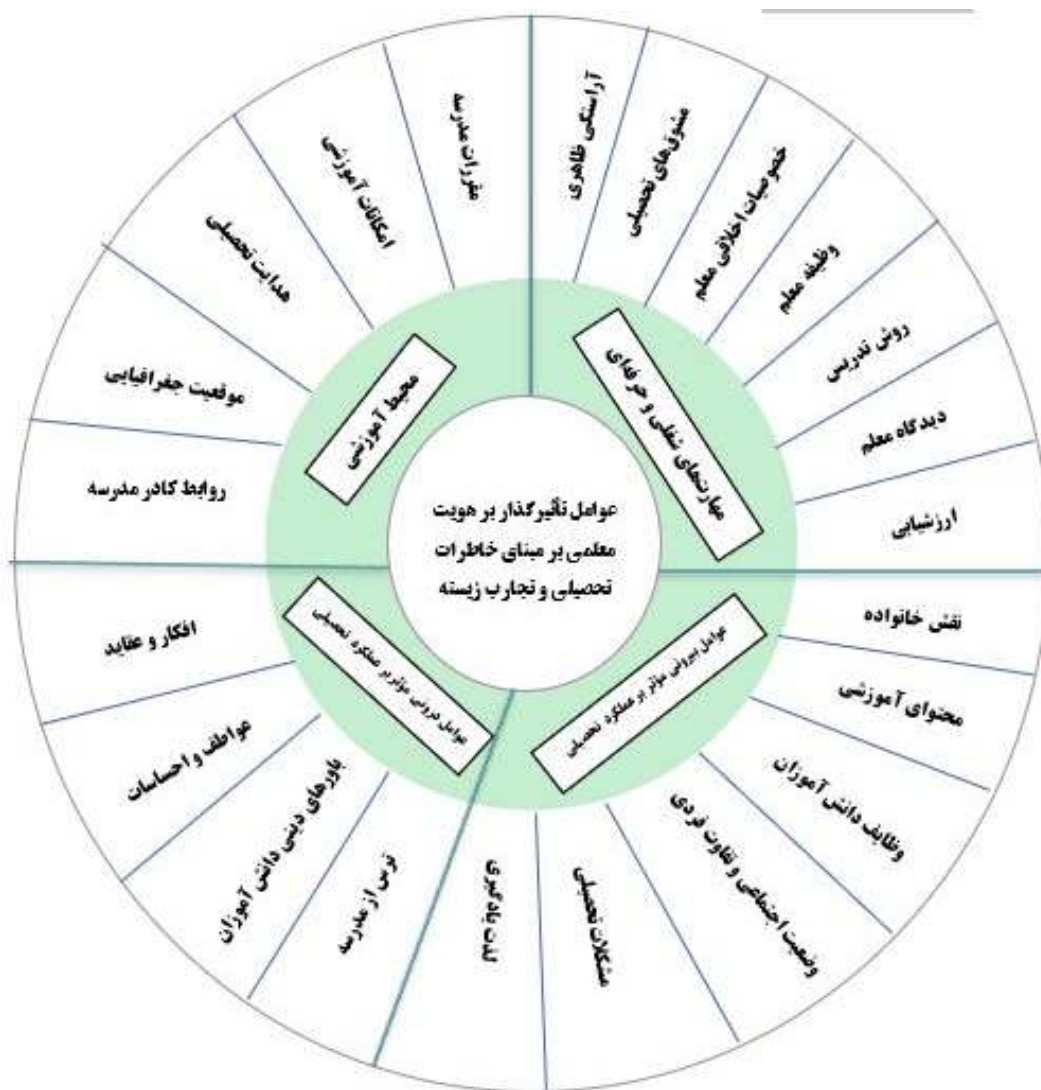 عوامل تأثیرگذار بر هویت
معلمی بر مبنای خاطرات
تحصیلی و تجارب زیسته
مهارت‌های شغلی و حرفه‌ای
آراستگی ظاهری
مشوق‌های تحصیلی
خصوصیات اخلاقی معلم
وظیفه معلم
روش تدریس
دیدگاه معلم
ارزشیابی
عوامل بیرونی مؤثر بر عملکرد تحصیلی
نقش خانواده
محتوای آموزشی
وظایف دانش آموزان
وضعیت اجتماعی و تفاوت فردی
مشکلات تحصیلی
لذت یادگیری
عوامل درونی مؤثر بر عملکرد تحصیلی
ترس از مدرسه
باورهای دینی دانش آموزان
عواطف و احساسات
افکار و عقاید
محیط آموزشی
روابط کادر مدرسه
موقعیت جغرافیایی
هدایت تحصیلی
امکانات آموزشی
مقررات مدرسه